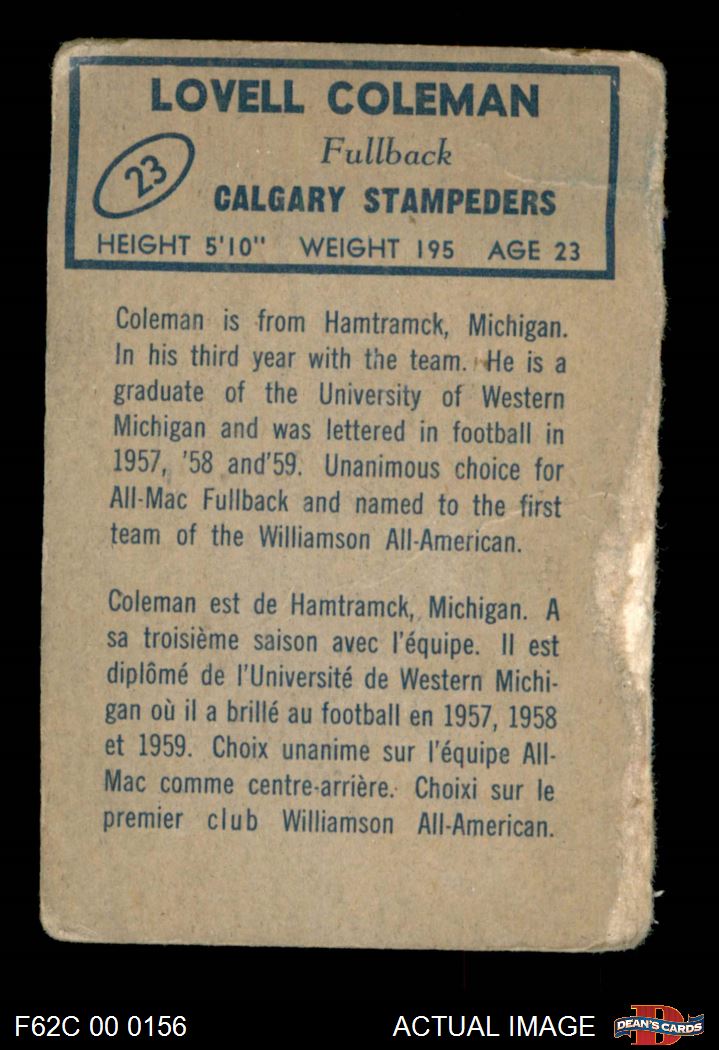 LOVELL COLEMAN
Fullback
23
CALGARY STAMPEDERS
HEIGHT 5'10" WEIGHT 195 AGE 23
Coleman is from Hamtramck, Michigan.
In his third year with the team. He is a
graduate of the University of Western
Michigan and was lettered in football in
1957, '58 and'59. Unanimous choice for
All-Mac Fullback and named to the first
team of the Williamson All-American.
Coleman est de Hamtramck, Michigan. A
sa troisième saison avec l'équipe. Il est
diplômé de l'Université de Western Michi-
gan où il a brillé au football en 1957, 1958
et 1959. Choix unanime sur l'équipe All-
Mac comme centre-arrière. Choixi sur le
premier club Williamson All-American.
F62C 00 0156
ACTUAL IMAGE
D
DEAN'S CARDS